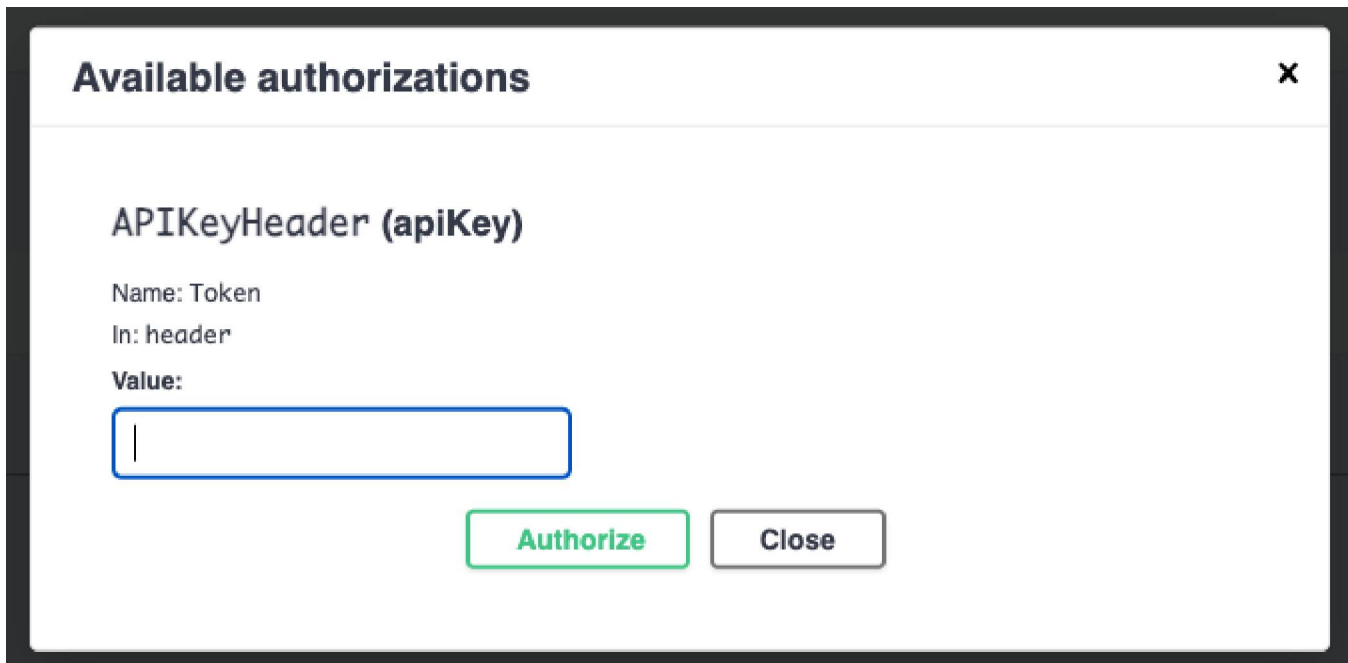 Available authorizations
×
APIKeyHeader (apiKey)
Name: Token
In: header
Value:
Authorize
Close